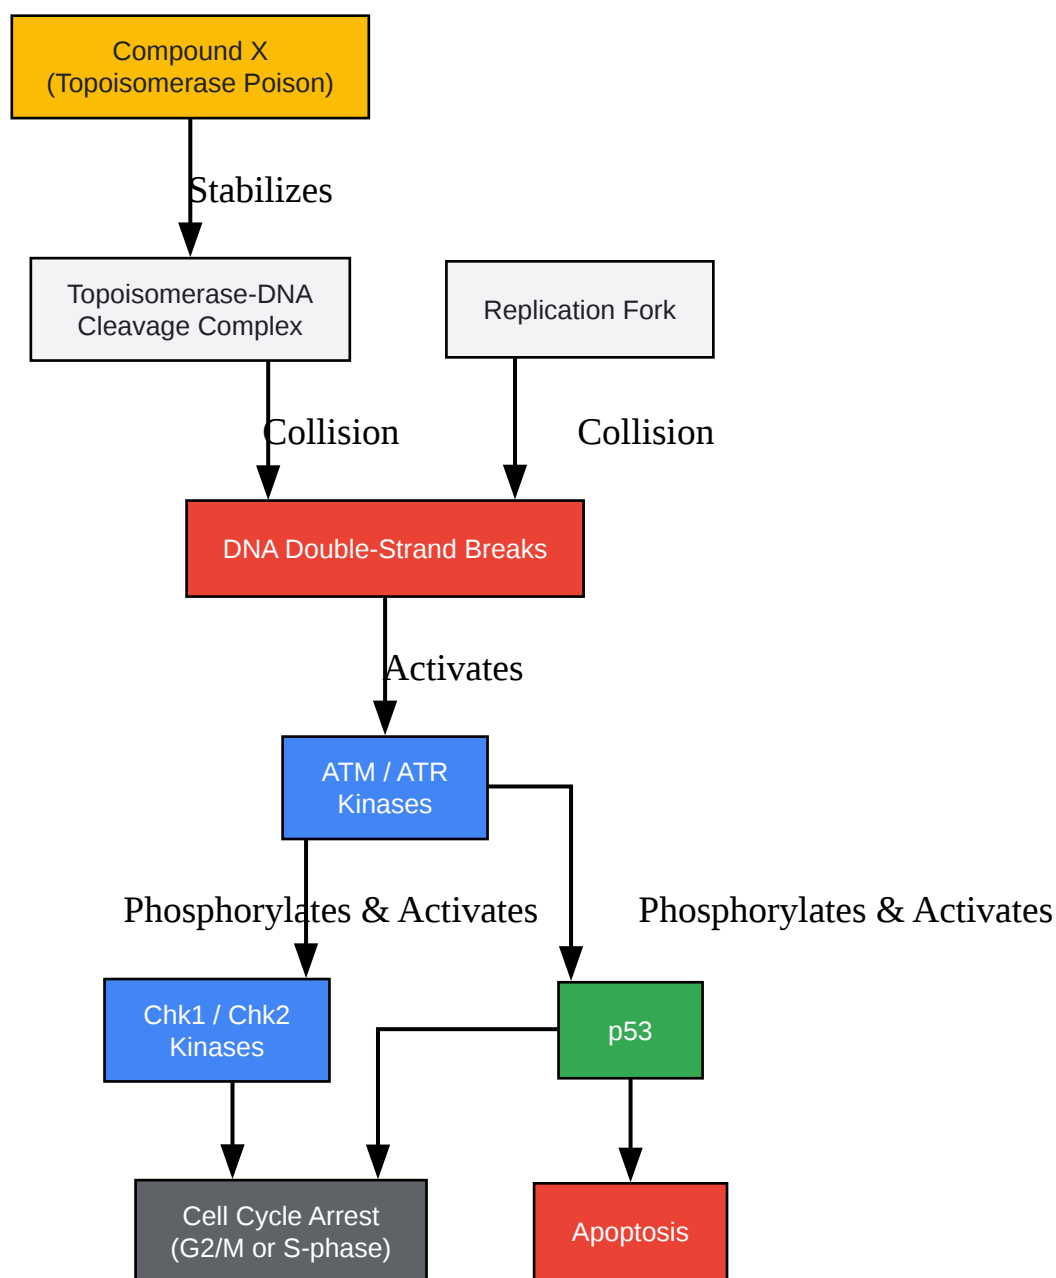 Compound X
(Topoisomerase Poison)
Stabilizes
Topoisomerase-DNA
Cleavage Complex
Replication Fork
Collision
Collision
DNA Double-Strand Breaks
Activates
ATM / ATR
Kinases
Phosphorylates & Activates
Phosphorylates & Activates
Chk1 / Chk2
Kinases
p53
Cell Cycle Arrest
(G2/M or S-phase)
Apoptosis